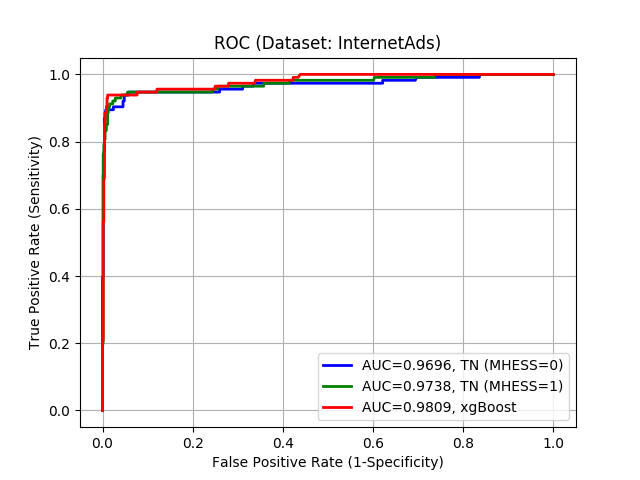 ROC (Dataset: InternetAds)
True Positive Rate (Sensitivity)
1.0
0.8
0.6
0.4
0.2
0.0
AUC=0.9696, TN (MHESS=0)
AUC=0.9738, TN (MHESS=1)
AUC=0.9809, xgBoost
0.0 0.2 0.4 0.6 0.8 1.0
False Positive Rate (1-Specificity)